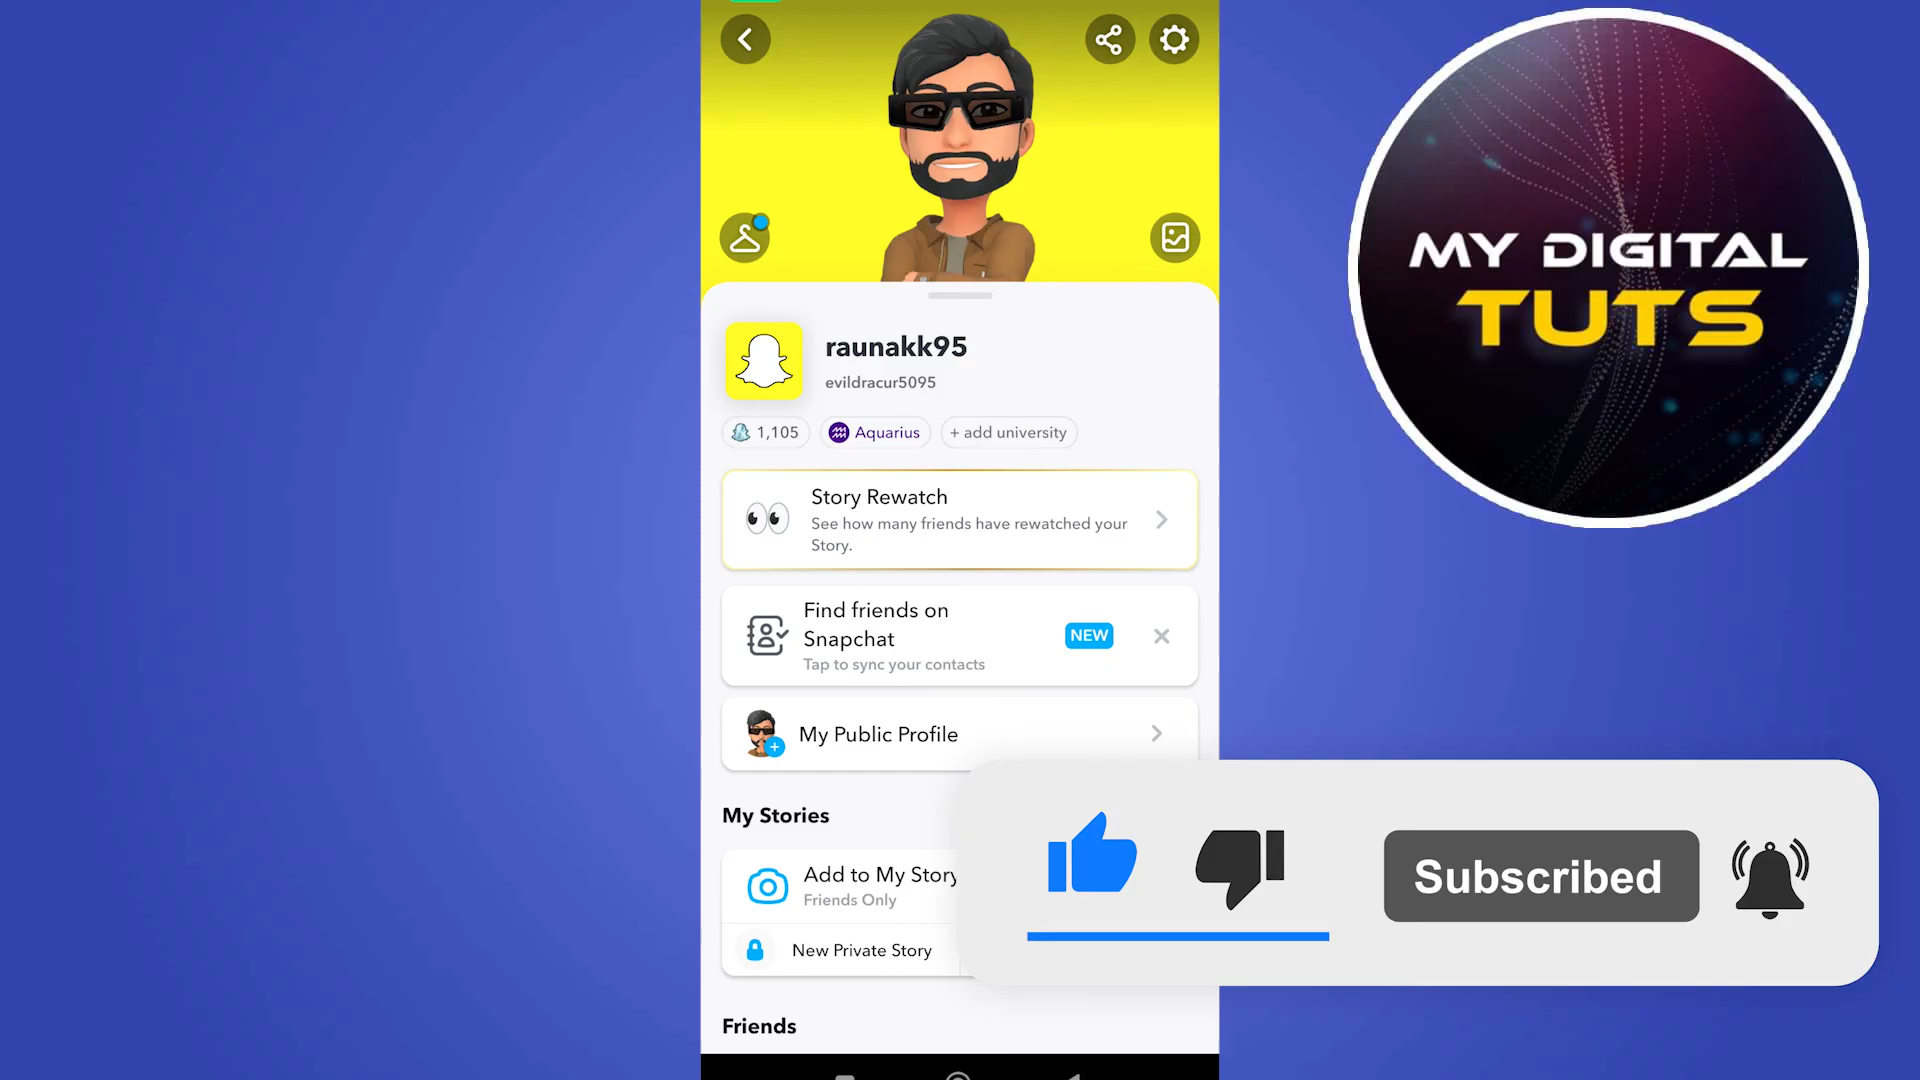 raunakk95
evildracur5095
1,105
Aquarius
+ add university
Story Rewatch
See how many friends have rewatched your
Story.
Find friends on
Snapchat
Tap to sync your contacts
NEW
My Public Profile
My Stories
Add to My Story
Friends Only
New Private Story
Friends
MY DIGITAL
TUTS
Subscribed